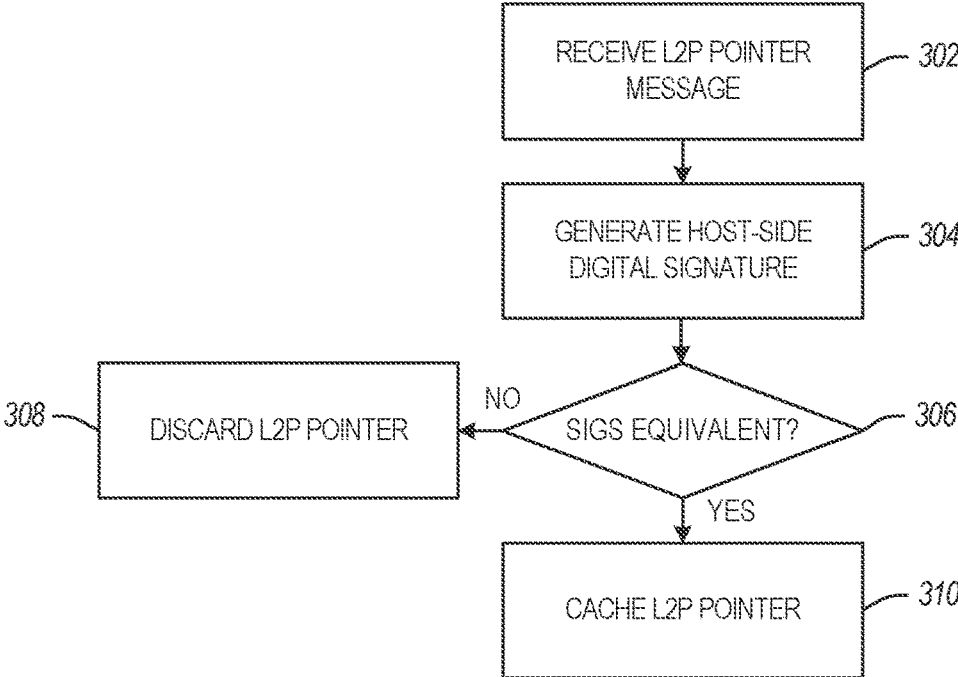 RECEIVE L2P POINTER
MESSAGE
302
GENERATE HOST-SIDE
DIGITAL SIGNATURE
304
NO
308
DISCARD L2P POINTER
SIGS EQUIVALENT?
306
YES
CACHE L2P POINTER
310